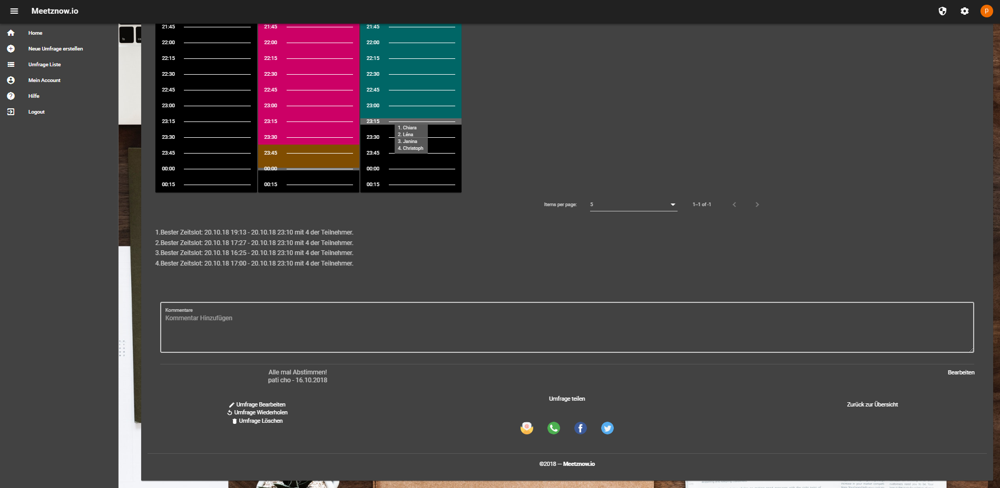 Meetznow.io
P
Home
Neue Umfrage erstellen
Umfrage Liste
Mein Account
Hilfe
Logout
21:45
22:00
22:15
22:30
22:45
23:00
23:15
23:30
23:45
00:00
00:15
21:45
22:00
22:15
22:30
22:45
23:00
23:15
23:30
23:45
00:00
00:15
21:45
22:00
22:15
22:30
22:45
23:00
23:15
1. Chiara
2. Léna
3. Janina
4. Christoph
23:30
23:45
00:00
00:15
Items per page: 5 1–1 of -1
1.Bester Zeitslot: 20.10.18 19:13 - 20.10.18 23:10 mit 4 der Teilnehmer.
2.Bester Zeitslot: 20.10.18 17:27 - 20.10.18 23:10 mit 4 der Teilnehmer.
3.Bester Zeitslot: 20.10.18 16:25 - 20.10.18 23:10 mit 4 der Teilnehmer.
4.Bester Zeitslot: 20.10.18 17:00 - 20.10.18 23:10 mit 4 der Teilnehmer.
Kommentare
Kommentar Hinzufügen
Alle mal Abstimmen!
pati cho - 16.10.2018
Bearbeiten
Umfrage Bearbeiten
Umfrage Wiederholen
Umfrage Löschen
Umfrage teilen
Zurück zur Übersicht
©2018 — Meetznow.io